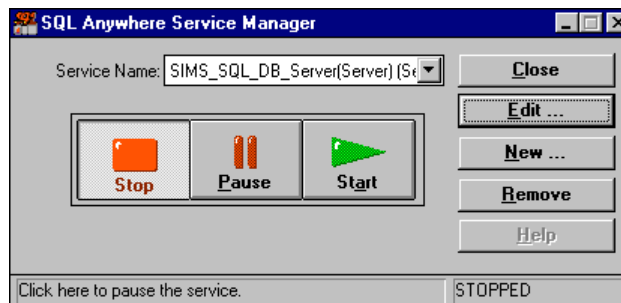 SQL Anywhere Service Manager
Service Name: SIMS_SQL_DB_Server(Server) (Se
Close
Edit ...
New ...
Remove
Help
Stop
Pause
Start
Click here to pause the service.
STOPPED